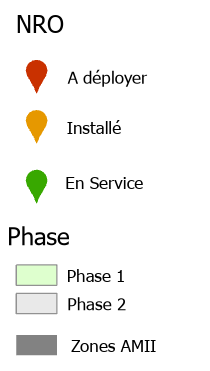 NRO
A déployer
Installé
En Service
Phase
Phase 1
Phase 2
Zones AMII